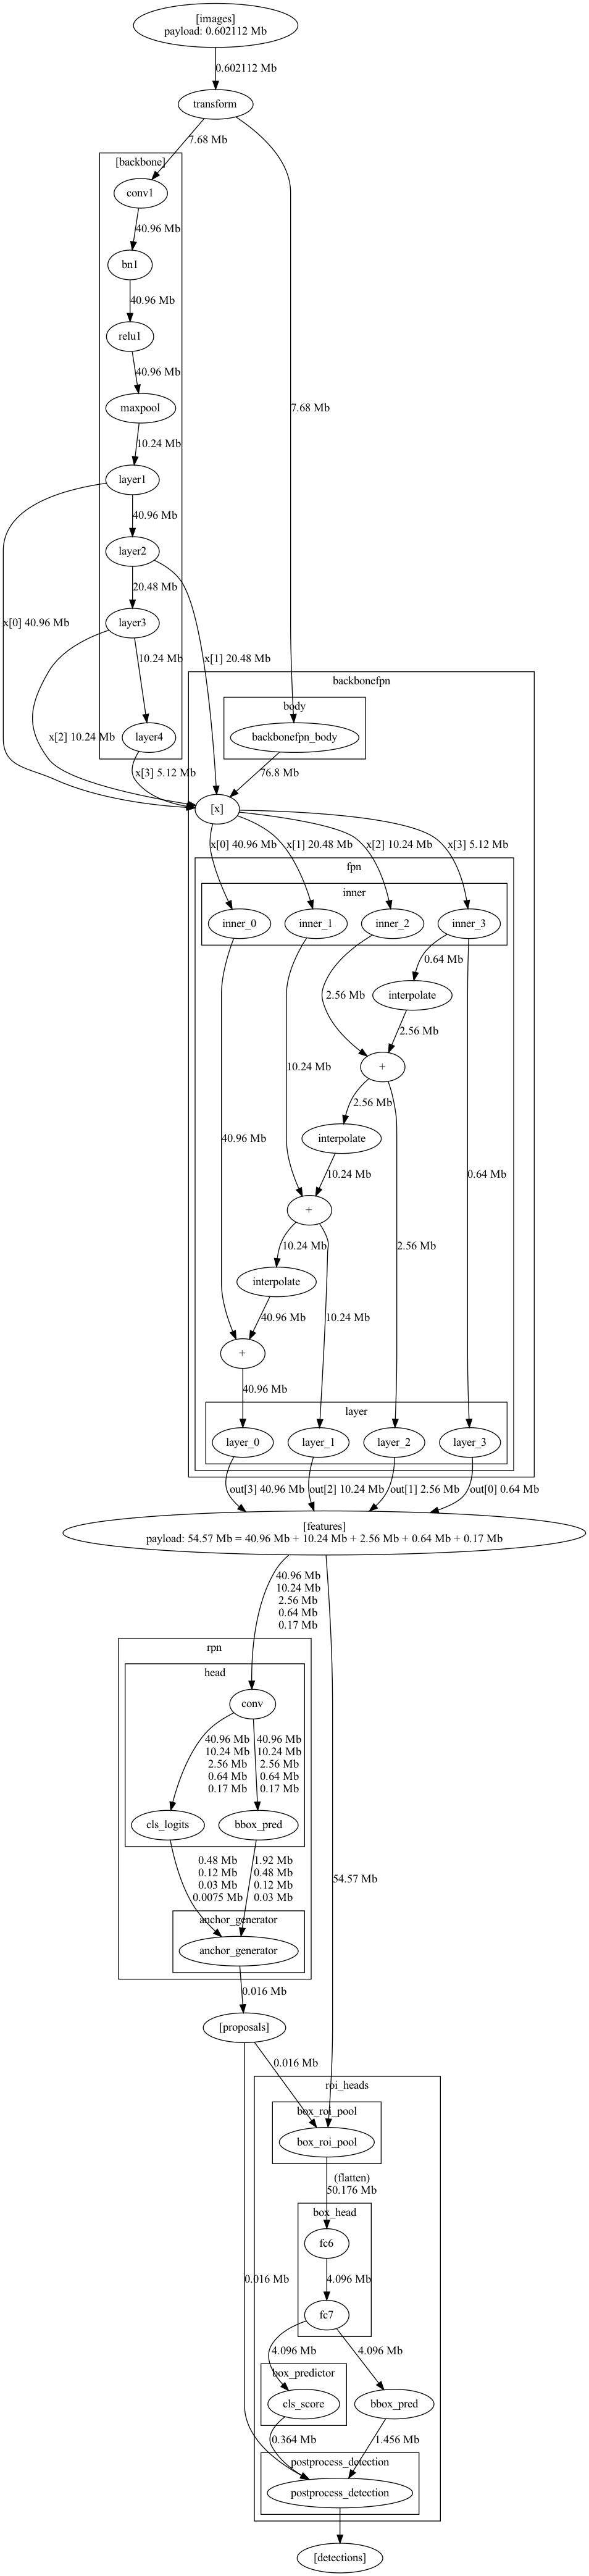 [images]
payload: 0.602112 Mb
0.602112 Mb
transform
7.68 Mb
[backbone]
conv1
40.96 Mb
bn1
40.96 Mb
relu1
40.96 Mb
7.68 Mb
maxpool
10.24 Mb
layer1
40.96 Mb
layer2
20.48 Mb
x[0] 40.96 Mb
layer3
10.24 Mb
x[1] 20.48 Mb
backbonefpn
body
x[2] 10.24 Mb
layer4
backbonefpn_body
x[3] 5.12 Mb
76.8 Mb
[x]
x[0] 40.96 Mb
x[1] 20.48 Mb
x[2] 10.24 Mb
x[3] 5.12 Mb
fpn
inner
inner_0
inner_1
inner_2
inner_3
0.64 Mb
2.56 Mb
interpolate
2.56 Mb
10.24 Mb
+
2.56 Mb
40.96 Mb
interpolate
10.24 Mb
0.64 Mb
+
10.24 Mb
2.56 Mb
interpolate
40.96 Mb
10.24 Mb
+
40.96 Mb
layer
layer_0
layer_1
layer_2
layer_3
out[3] 40.96 Mb
out[2] 10.24 Mb
out[1] 2.56 Mb
out[0] 0.64 Mb
[features]
payload: 54.57 Mb = 40.96 Mb + 10.24 Mb + 2.56 Mb + 0.64 Mb + 0.17 Mb
40.96 Mb
10.24 Mb
2.56 Mb
0.64 Mb
0.17 Mb
rpn
head
conv
40.96 Mb
10.24 Mb
2.56 Mb
0.64 Mb
0.17 Mb
40.96 Mb
10.24 Mb
2.56 Mb
0.64 Mb
0.17 Mb
cls_logits
bbox_pred
0.48 Mb
0.12 Mb
0.03 Mb
0.0075 Mb
1.92 Mb
0.48 Mb
0.12 Mb
0.03 Mb
54.57 Mb
anchor_generator
anchor_generator
0.016 Mb
[proposals]
0.016 Mb
roi_heads
box_roi_pool
box_roi_pool
(flatten)
50.176 Mb
box_head
fc6
0.016 Mb
4.096 Mb
fc7
4.096 Mb
4.096 Mb
box_predictor
cls_score
bbox_pred
0.364 Mb
1.456 Mb
postprocess_detection
postprocess_detection
[detections]